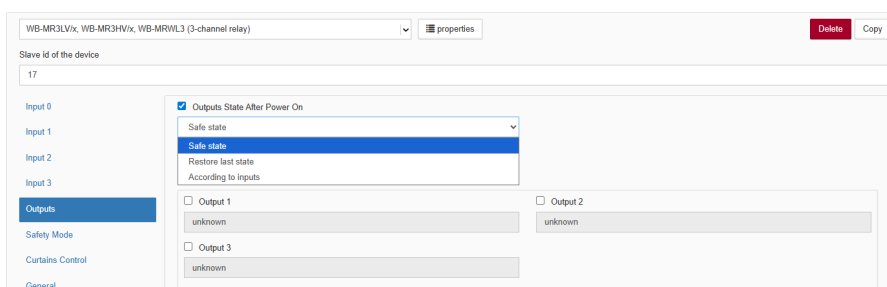 WB-MR3LV/x, WB-MR3HV/x, WB-MRWL3 (3-channel relay)
properties
Delete
Copy
Slave id of the device
17
Input 0
Input 1
Input 2
Input 3
Outputs
Safety Mode
Curtains Control
General
Outputs State After Power On
Safe state
Safe state
Restore last state
According to inputs
Output 1
Output 2
unknown
unknown
Output 3
unknown